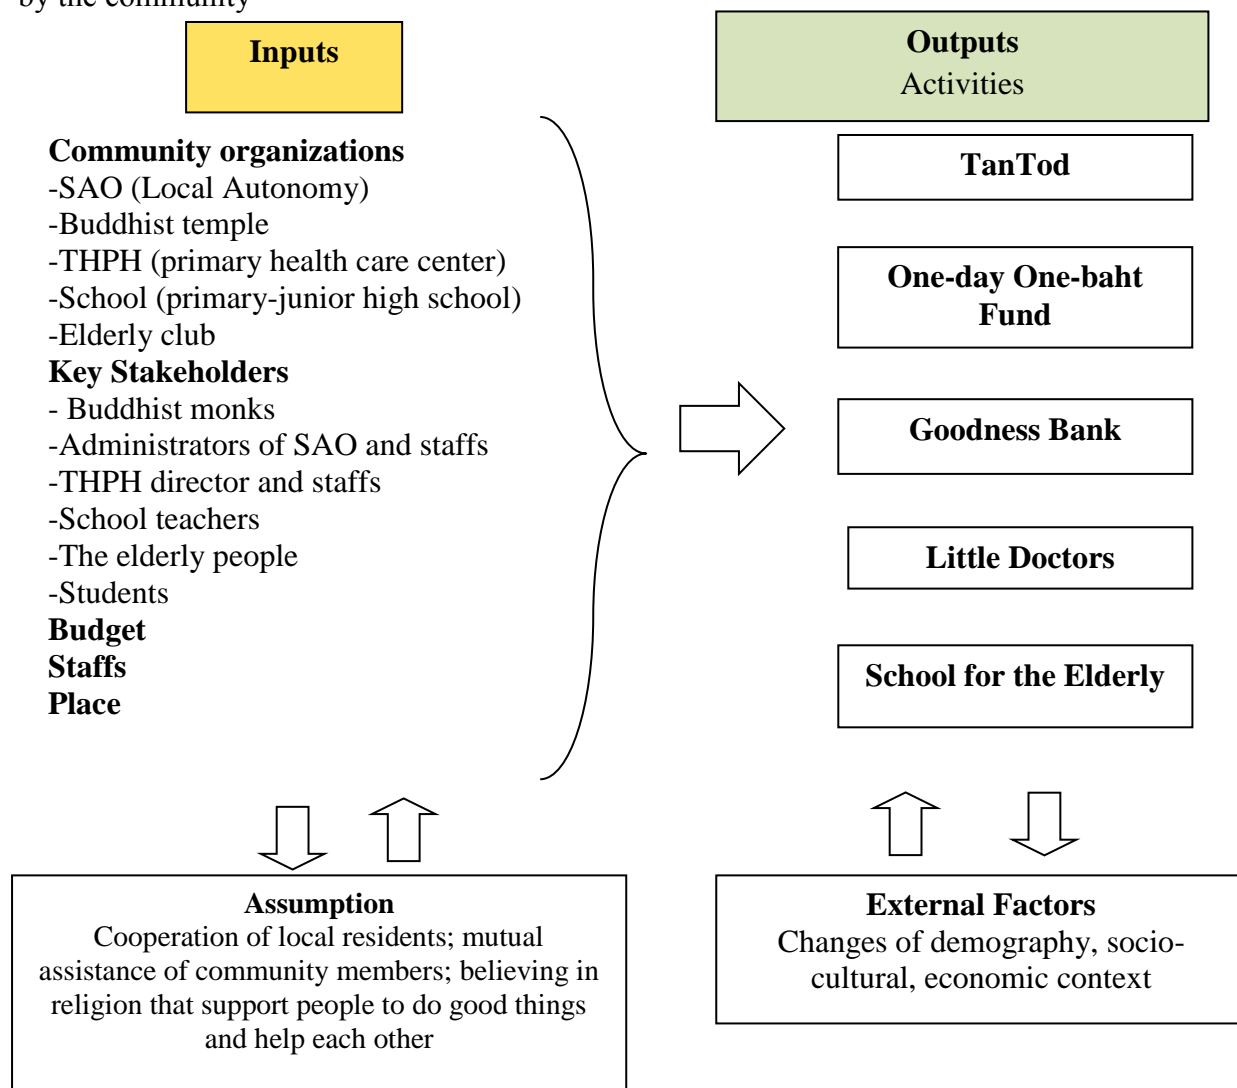 by the community
Inputs
Community organizations
-SAO (Local Autonomy)
-Buddhist temple
-THPH (primary health care center)
-School (primary-junior high school)
-Elderly club
Key Stakeholders
- Buddhist monks
-Administrators of SAO and staffs
-THPH director and staffs
-School teachers
-The elderly people
-Students
Budget
Staffs
Place
Outputs
Activities
TanTod
One-day One-baht
Fund
Goodness Bank
Little Doctors
School for the Elderly
Assumption
Cooperation of local residents; mutual
assistance of community members; believing in
religion that support people to do good things
and help each other
External Factors
Changes of demography, socio-
cultural, economic context